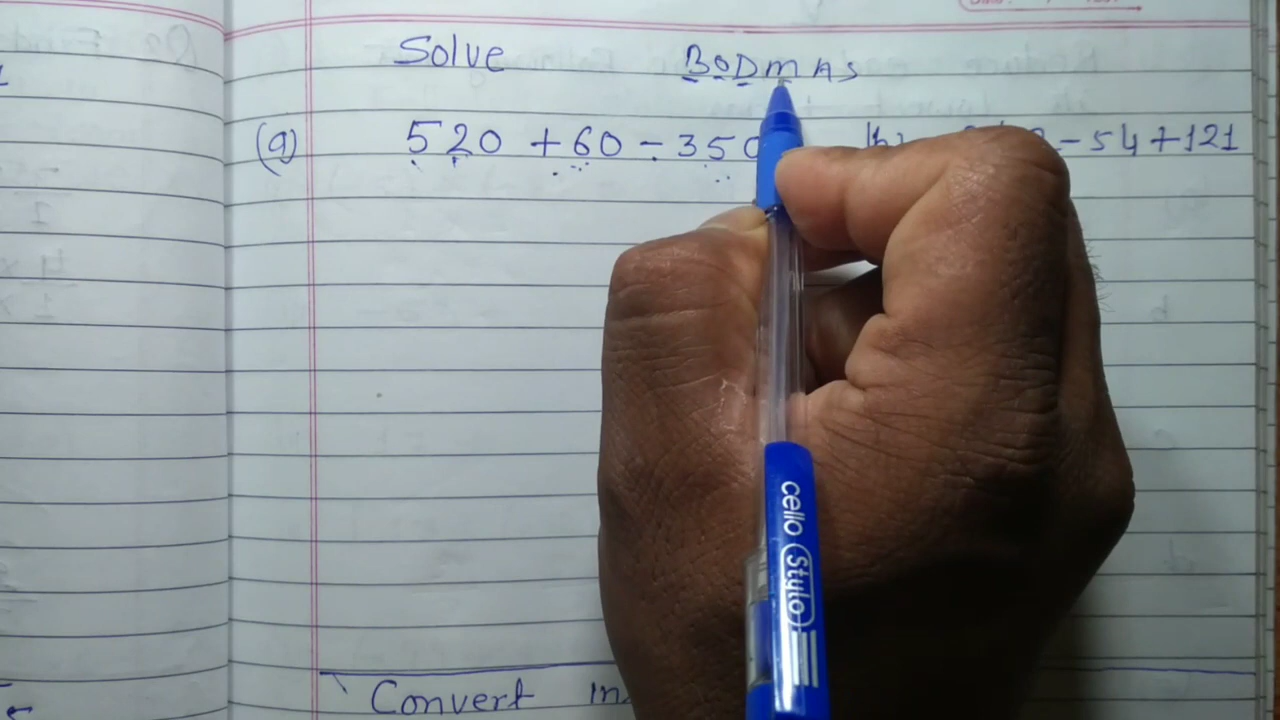 Solve BODMAS
(a) 520 + 60 - 350 - 54 + 121
cello Stylo
Convert